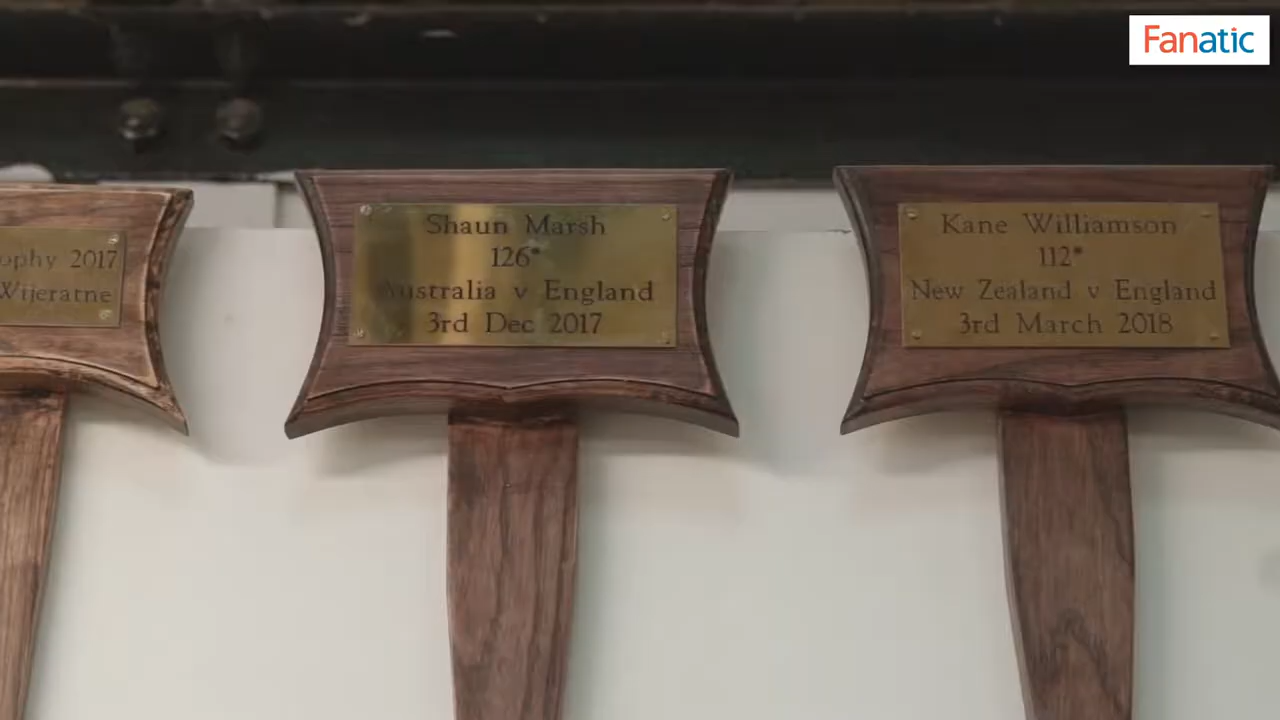 Fanatic
ophy 2017
Wijeratne
Shaun Marsh
126*
Australia v England
3rd Dec 2017
Kane Williamson
112*
New Zealand v England
3rd March 2018